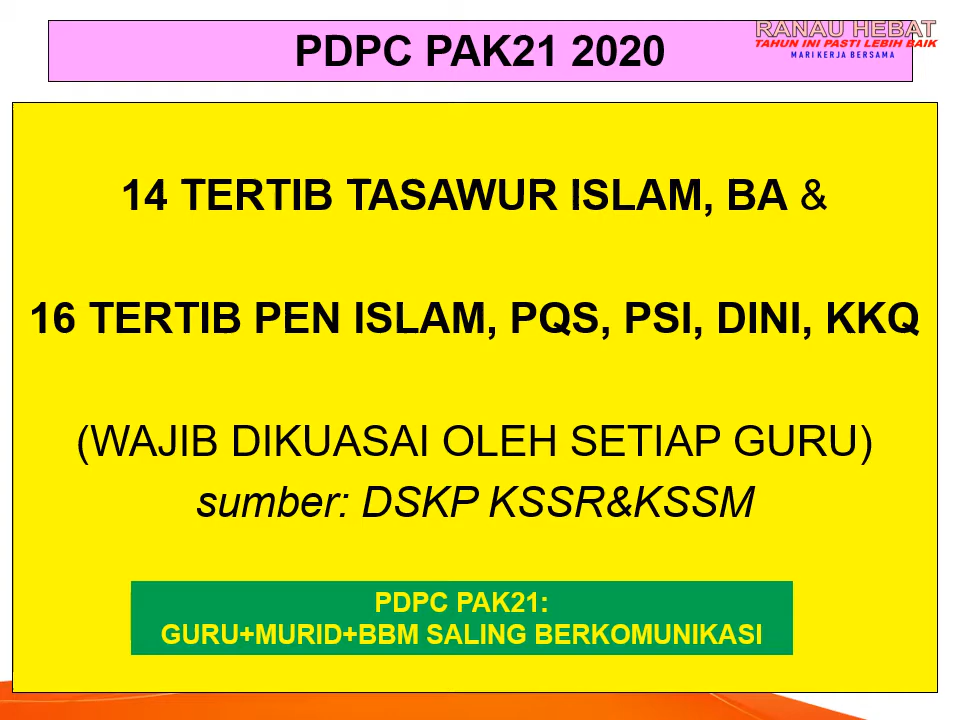 PDPC PAK21 2020
RANAU HEBAT
TAHUN INI PASTI LEBIH BAIK
MARI KERJA BERSAMA
14 TERTIB TASAWUR ISLAM, BA &
16 TERTIB PEN ISLAM, PQS, PSI, DINI, KKQ
(WAJIB DIKUASAI OLEH SETIAP GURU)
sumber: DSKP KSSR&KSSM
PDPC PAK21:
GURU+MURID+BBM SALING BERKOMUNIKASI